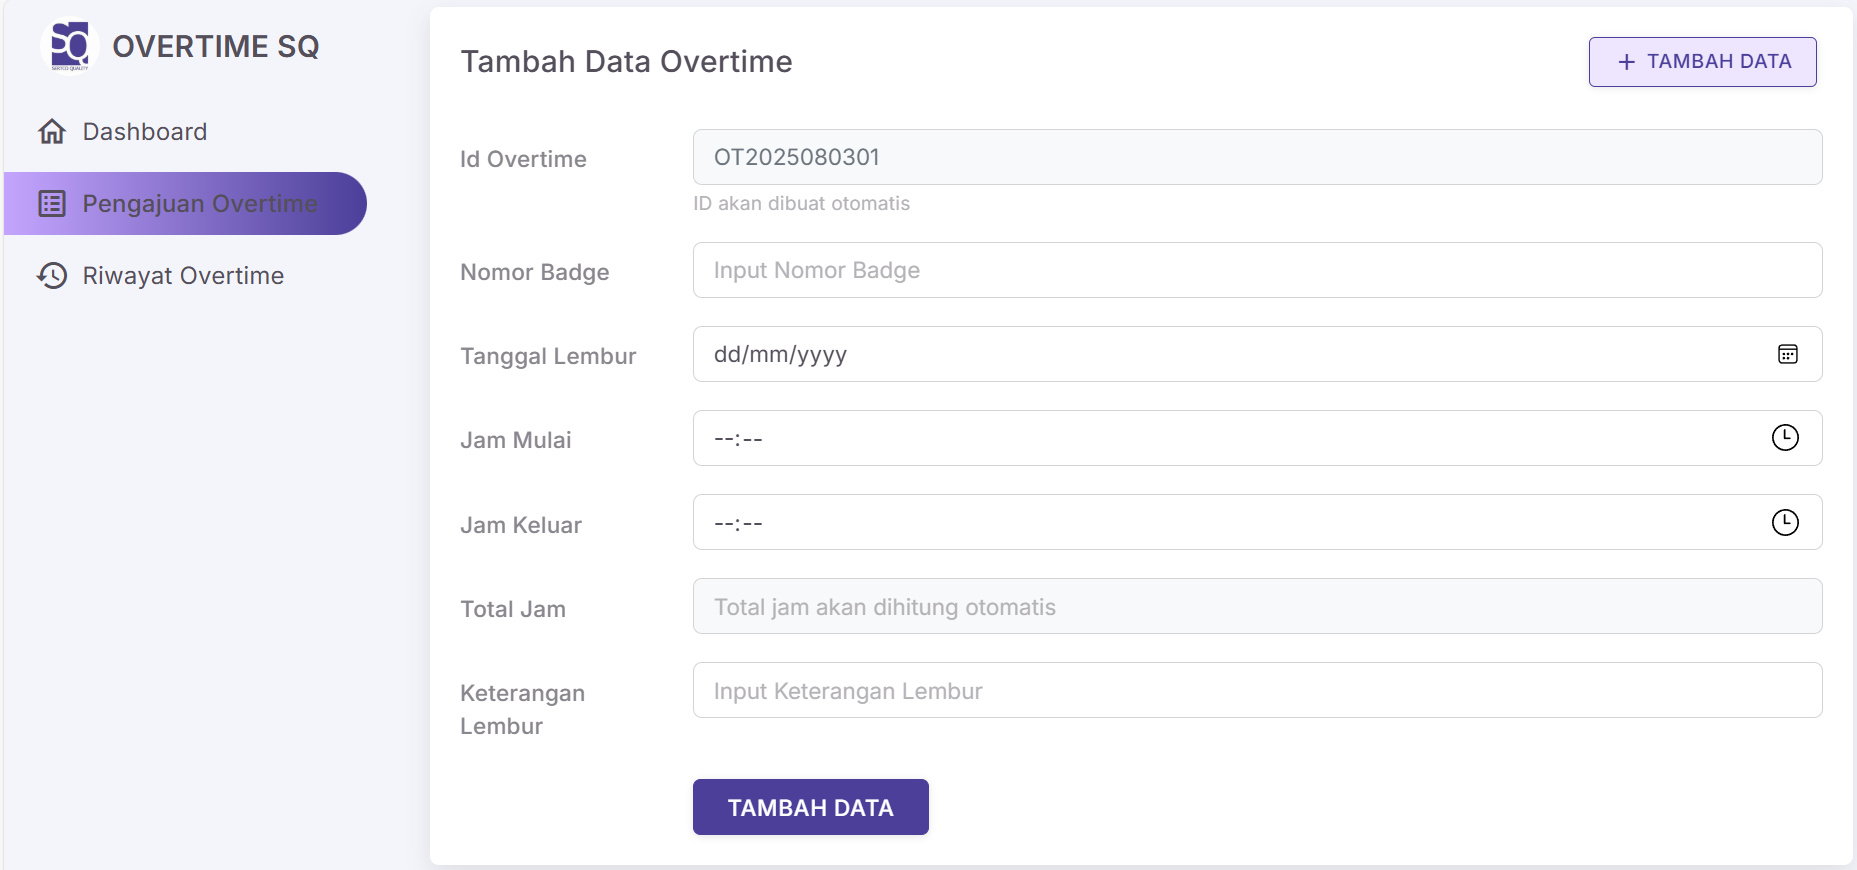 SQ
SERTCO QUALITY
OVERTIME SQ
Dashboard
Pengajuan Overtime
Riwayat Overtime
Tambah Data Overtime
+ TAMBAH DATA
Id Overtime
OT2025080301
ID akan dibuat otomatis
Nomor Badge
Input Nomor Badge
Tanggal Lembur
dd/mm/yyyy
Jam Mulai
--:--
Jam Keluar
--:--
Total Jam
Total jam akan dihitung otomatis
Keterangan
Lembur
Input Keterangan Lembur
TAMBAH DATA